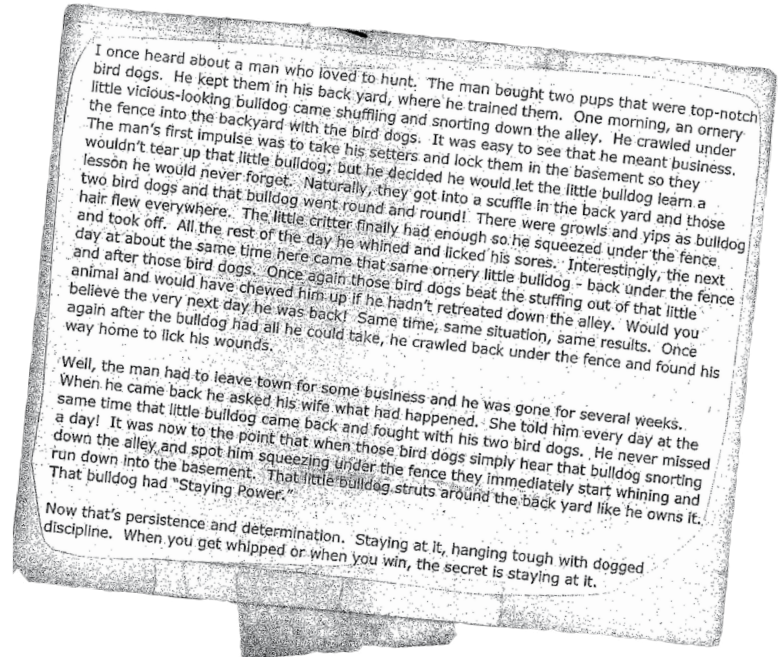 I once heard about a man who loved to hunt. The man bought two pups that were top-notch
bird dogs. He kept them in his back yard, where he trained them. One morning, an ornery
little vicious-looking bulldog came shuffling and snorting down the alley. He crawled under
the fence into the backyard with the bird dogs. It was easy to see that he meant business.
The man's first impulse was to take his setters and lock them in the basement so they
wouldn't tear up that little bulldog; but he decided he would let the little bulldog learn a
lesson he would never forget. Naturally, they got into a scuffle in the back yard and those
two bird dogs and that bulldog went round and round! There were growls and yips as bulldog
hair flew everywhere. The little critter finally had enough so he squeezed under the fence
and took off. All the rest of the day he whined and licked his sores. Interestingly, the next
day at about the same time here came that same ornery little bulldog - back under the fence
and after those bird dogs. Once again those bird dogs beat the stuffing out of that little
animal and would have chewed him up if he hadn't retreated down the alley. Would you
believe the very next day he was back! Same time, same situation, same results. Once
again after the bulldog had all he could take, he crawled back under the fence and found his
way home to lick his wounds.
Well, the man had to leave town for some business and he was gone for several weeks.
When he came back he asked his wife what had happened. She told him every day at the
same time that little bulldog came back and fought with his two bird dogs. He never missed
a day! It was now to the point that when those bird dogs simply hear that bulldog snorting
down the alley and spot him squeezing under the fence they immediately start whining and
run down into the basement. That little bulldog struts around the back yard like he owns it.
That bulldog had "Staying Power."
Now that's persistence and determination. Staying at it, hanging tough with dogged
discipline. When you get whipped or when you win, the secret is staying at it.